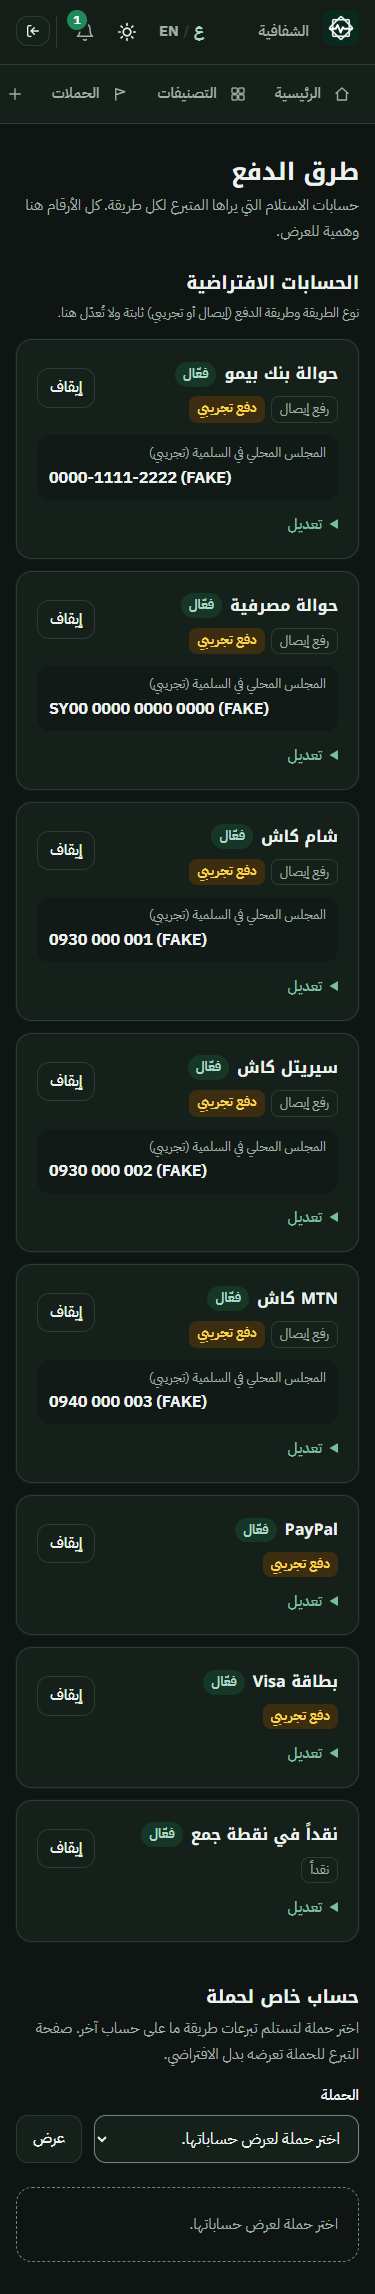 الشفافية
ع / EN
1
الرئيسية
التصنيفات
الحملات
طرق الدفع
حسابات الاستلام التي يراها المتبرع لكل طريقة. كل الأرقام هنا
وهمية للعرض.
الحسابات الافتراضية
نوع الطريقة وطريقة الدفع (إيصال أو تجريبي) ثابتة ولا تُعدّل هنا.
حوالة بنك بيمو
فعّال
إيقاف
رفع إيصال
دفع تجريبي
المجلس المحلي في السلمية (تجريبي)
0000-1111-2222 (FAKE)
تعديل
حوالة مصرفية
فعّال
إيقاف
رفع إيصال
دفع تجريبي
المجلس المحلي في السلمية (تجريبي)
SY00 0000 0000 0000 (FAKE)
تعديل
شام كاش
فعّال
إيقاف
رفع إيصال
دفع تجريبي
المجلس المحلي في السلمية (تجريبي)
0930 000 001 (FAKE)
تعديل
سيريتل كاش
فعّال
إيقاف
رفع إيصال
دفع تجريبي
المجلس المحلي في السلمية (تجريبي)
0930 000 002 (FAKE)
تعديل
MTN كاش
فعّال
إيقاف
رفع إيصال
دفع تجريبي
المجلس المحلي في السلمية (تجريبي)
0940 000 003 (FAKE)
تعديل
PayPal
فعّال
إيقاف
دفع تجريبي
تعديل
بطاقة Visa
فعّال
إيقاف
دفع تجريبي
تعديل
نقداً في نقطة جمع
فعّال
إيقاف
نقداً
تعديل
حساب خاص لحملة
اختر حملة لتستلم تبرعات طريقة ما على حساب آخر. صفحة
التبرع للحملة تعرضه بدل الافتراضي.
الحملة
اختر حملة لعرض حساباتها.
عرض
اختر حملة لعرض حساباتها.